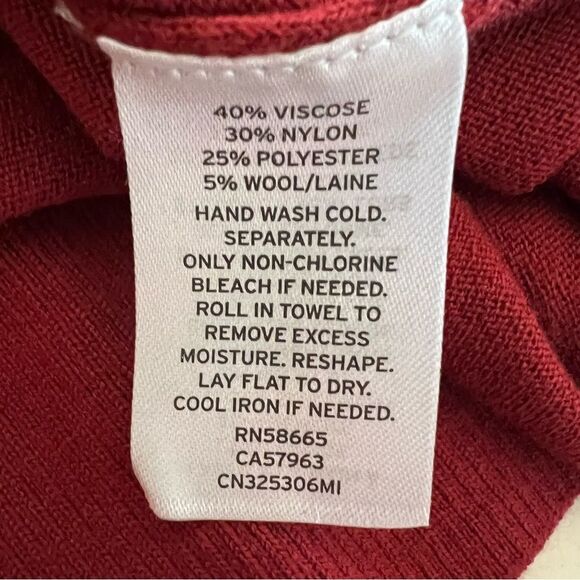 40% VISCOSE
30% NYLON
25% POLYESTER
5% WOOL/LAINE
HAND WASH COLD.
SEPARATELY.
ONLY NON-CHLORINE
BLEACH IF NEEDED.
ROLL IN TOWEL TO
REMOVE EXCESS
MOISTURE. RESHAPE.
LAY FLAT TO DRY.
COOL IRON IF NEEDED.
RN58665
CA57963
CN325306MI